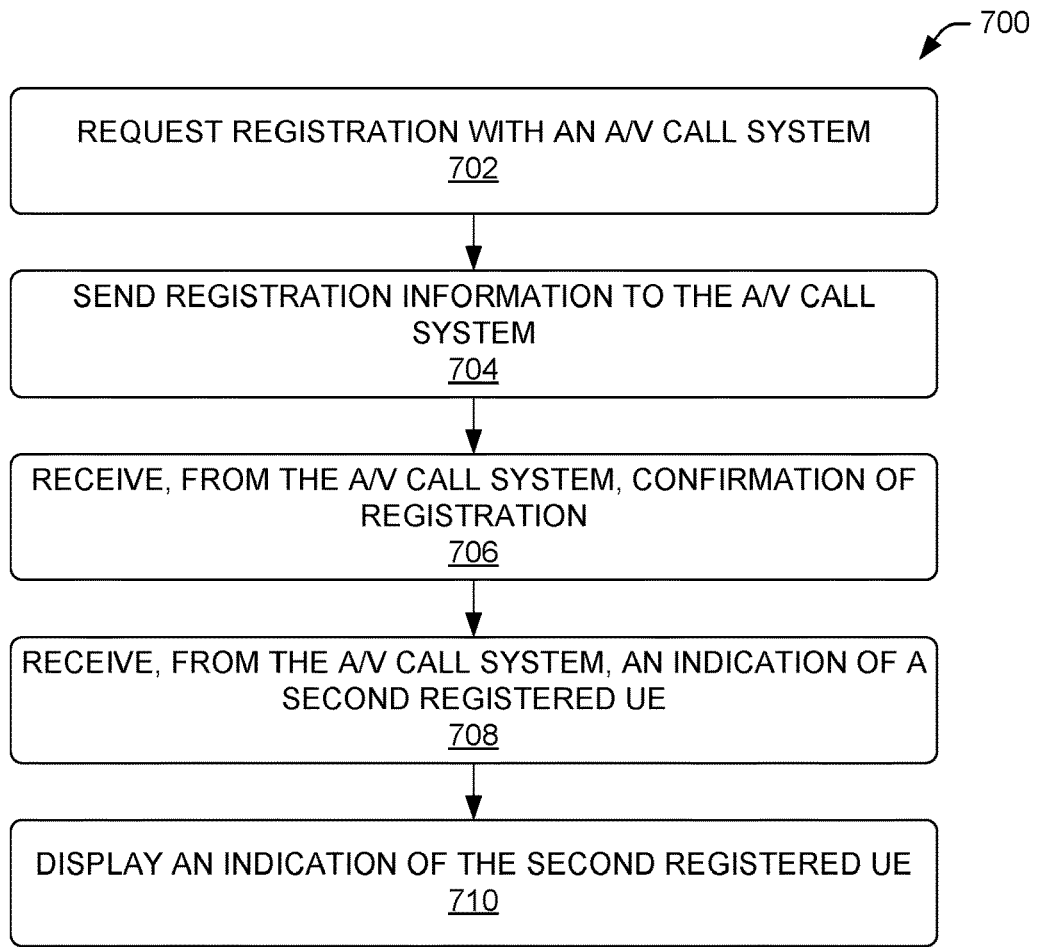 700
REQUEST REGISTRATION WITH AN A/V CALL SYSTEM
702
SEND REGISTRATION INFORMATION TO THE A/V CALL
SYSTEM
704
RECEIVE, FROM THE A/V CALL SYSTEM, CONFIRMATION OF
REGISTRATION
706
RECEIVE, FROM THE A/V CALL SYSTEM, AN INDICATION OF A
SECOND REGISTERED UE
708
DISPLAY AN INDICATION OF THE SECOND REGISTERED UE
710